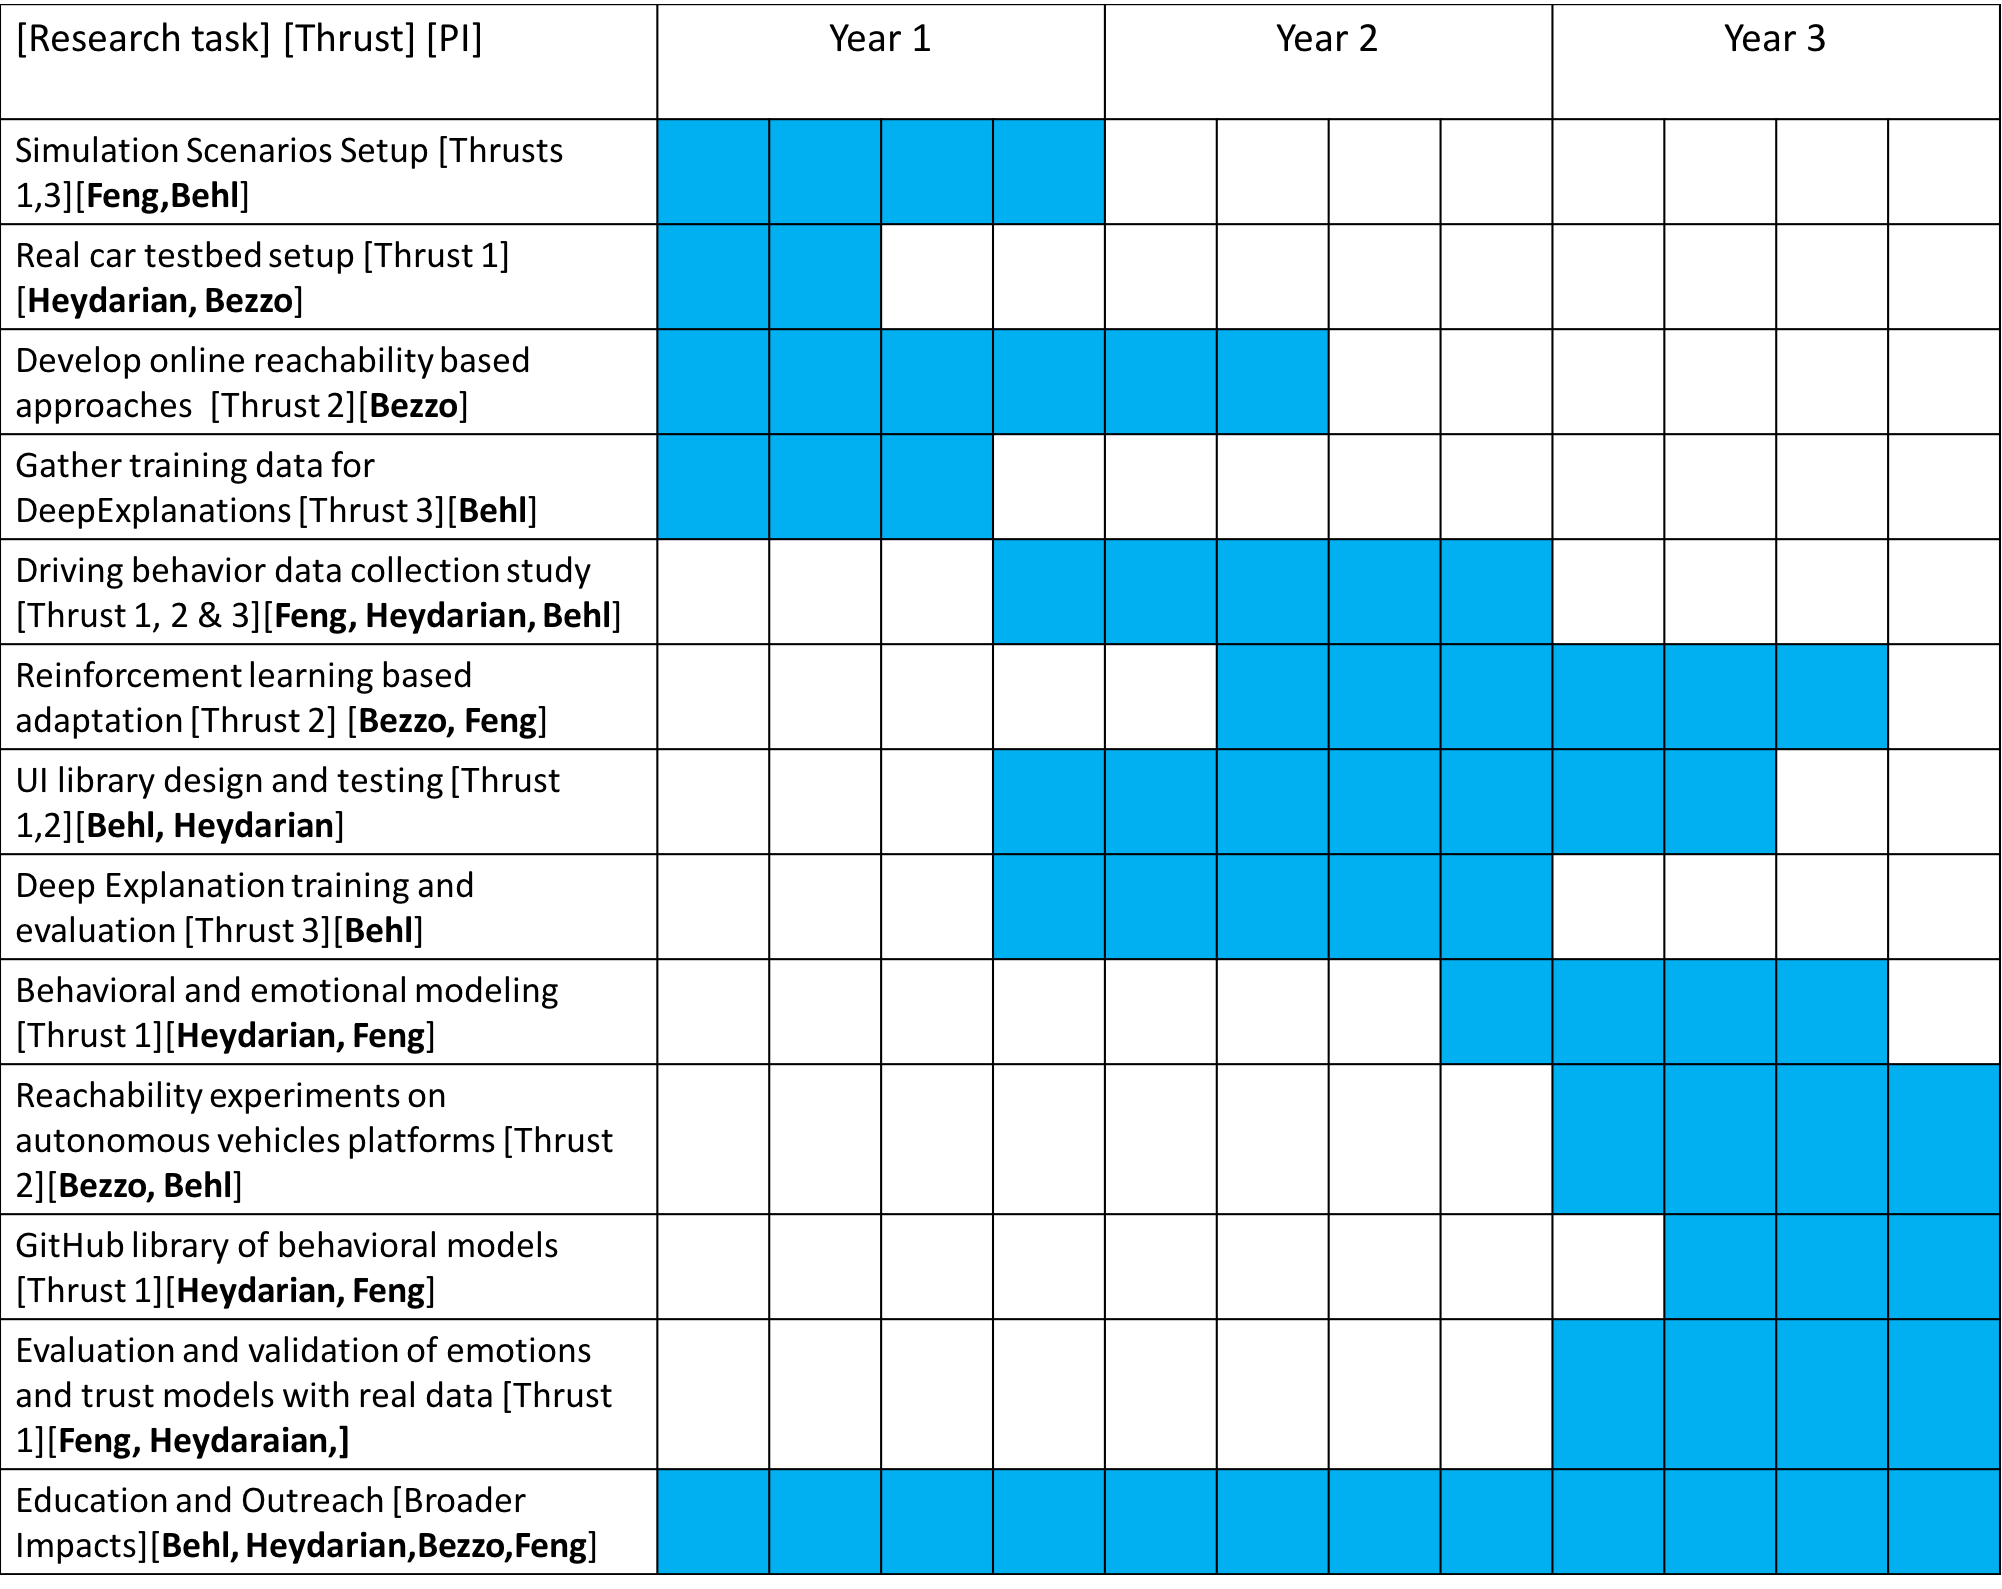 [Research task] [Thrust] [PI]
Year 1
Year 2
Year 3
Simulation Scenarios Setup [Thrusts
1,3][Feng,Behl]
Real car testbed setup [Thrust 1]
[Heydarian, Bezzo]
Develop online reachability based
approaches [Thrust 2][Bezzo]
Gather training data for
DeepExplanations [Thrust 3][Behl]
Driving behavior data collection study
[Thrust 1, 2 & 3][Feng, Heydarian, Behl]
Reinforcement learning based
adaptation [Thrust 2] [Bezzo, Feng]
UI library design and testing [Thrust
1,2][Behl, Heydarian]
Deep Explanation training and
evaluation [Thrust 3][Behl]
Behavioral and emotional modeling
[Thrust 1][Heydarian, Feng]
Reachability experiments on
autonomous vehicles platforms [Thrust
2][Bezzo, Behl]
GitHub library of behavioral models
[Thrust 1][Heydarian, Feng]
Evaluation and validation of emotions
and trust models with real data [Thrust
1][Feng, Heydaraian,]
Education and Outreach [Broader
Impacts][Behl, Heydarian,Bezzo,Feng]